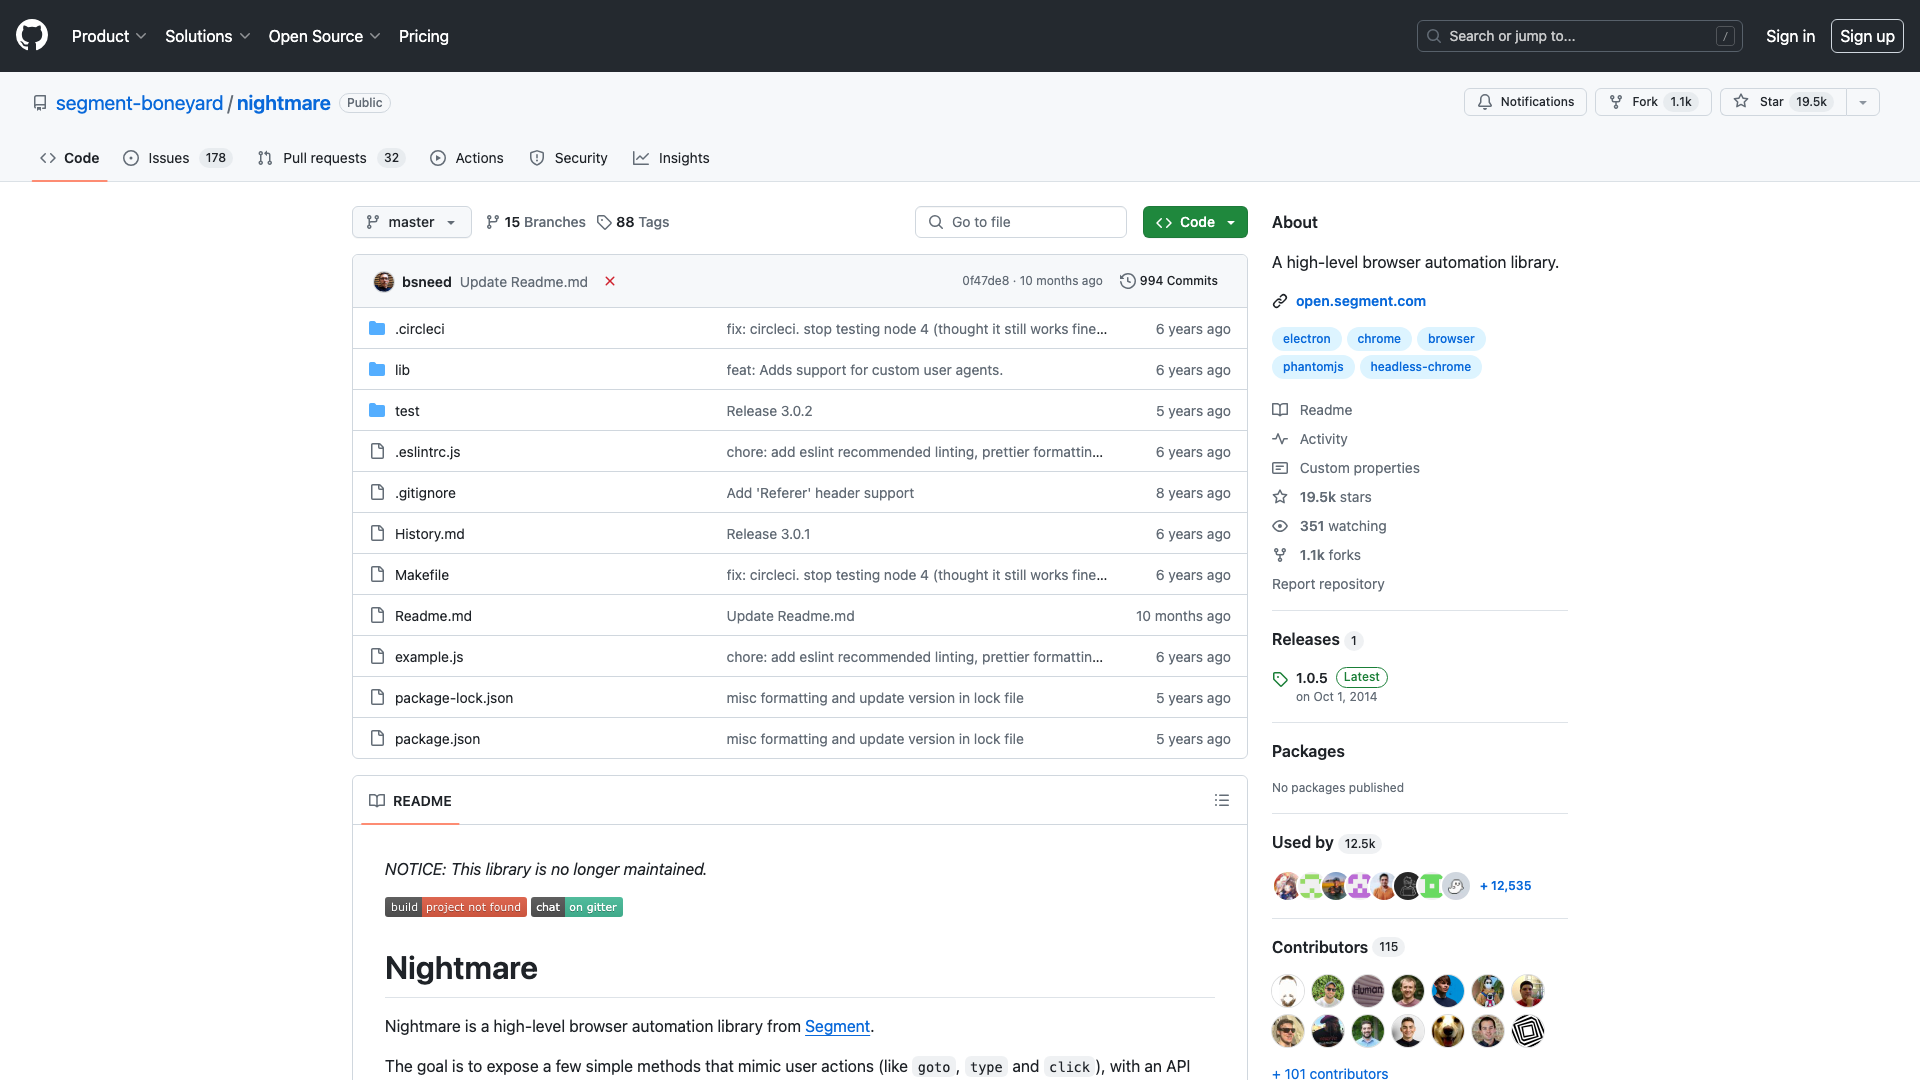 Product Solutions Open Source Pricing Search or jump to... / Sign in Sign up
segment-boneyard / nightmare Public Notifications Fork 1.1k Star 19.5k
Code Issues 178 Pull requests 32 Actions Security Insights
master 15 Branches 88 Tags Go to file Code
bsneed Update Readme.md 0f47de8 · 10 months ago 994 Commits
.circleci fix: circleci. stop testing node 4 (thought it still works fine... 6 years ago
lib feat: Adds support for custom user agents. 6 years ago
test Release 3.0.2 5 years ago
.eslintrc.js chore: add eslint recommended linting, prettier formattin... 6 years ago
.gitignore Add 'Referer' header support 8 years ago
History.md Release 3.0.1 6 years ago
Makefile fix: circleci. stop testing node 4 (thought it still works fine... 6 years ago
Readme.md Update Readme.md 10 months ago
example.js chore: add eslint recommended linting, prettier formattin... 6 years ago
package-lock.json misc formatting and update version in lock file 5 years ago
package.json misc formatting and update version in lock file 5 years ago
README
NOTICE: This library is no longer maintained.
build project not found chat on gitter
Nightmare
Nightmare is a high-level browser automation library from Segment.
The goal is to expose a few simple methods that mimic user actions (like goto, type and click), with an API
About
A high-level browser automation library.
open.segment.com
electron chrome browser
phantomjs headless-chrome
Readme
Activity
Custom properties
19.5k stars
351 watching
1.1k forks
Report repository
Releases 1
1.0.5 Latest
on Oct 1, 2014
Packages
No packages published
Used by 12.5k
+ 12,535
Contributors 115
Human
+ 101 contributors